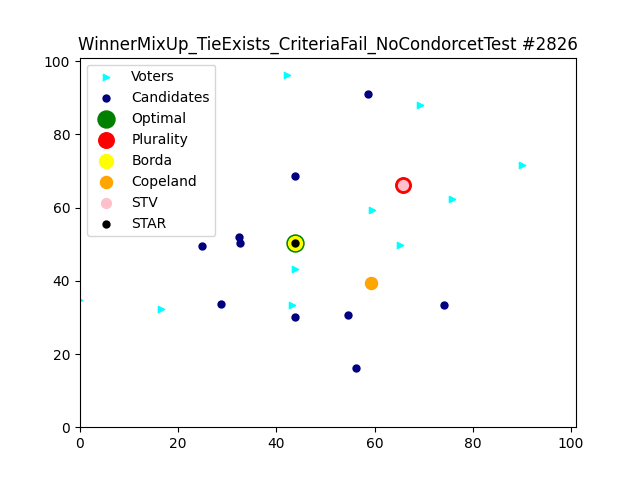 WinnerMixUp_TieExists_CriteriaFail_NoCondorcetTest #2826
100
80
60
40
20
0
Voters
Candidates
Optimal
Plurality
Borda
Copeland
STV
STAR
0 20 40 60 80 100